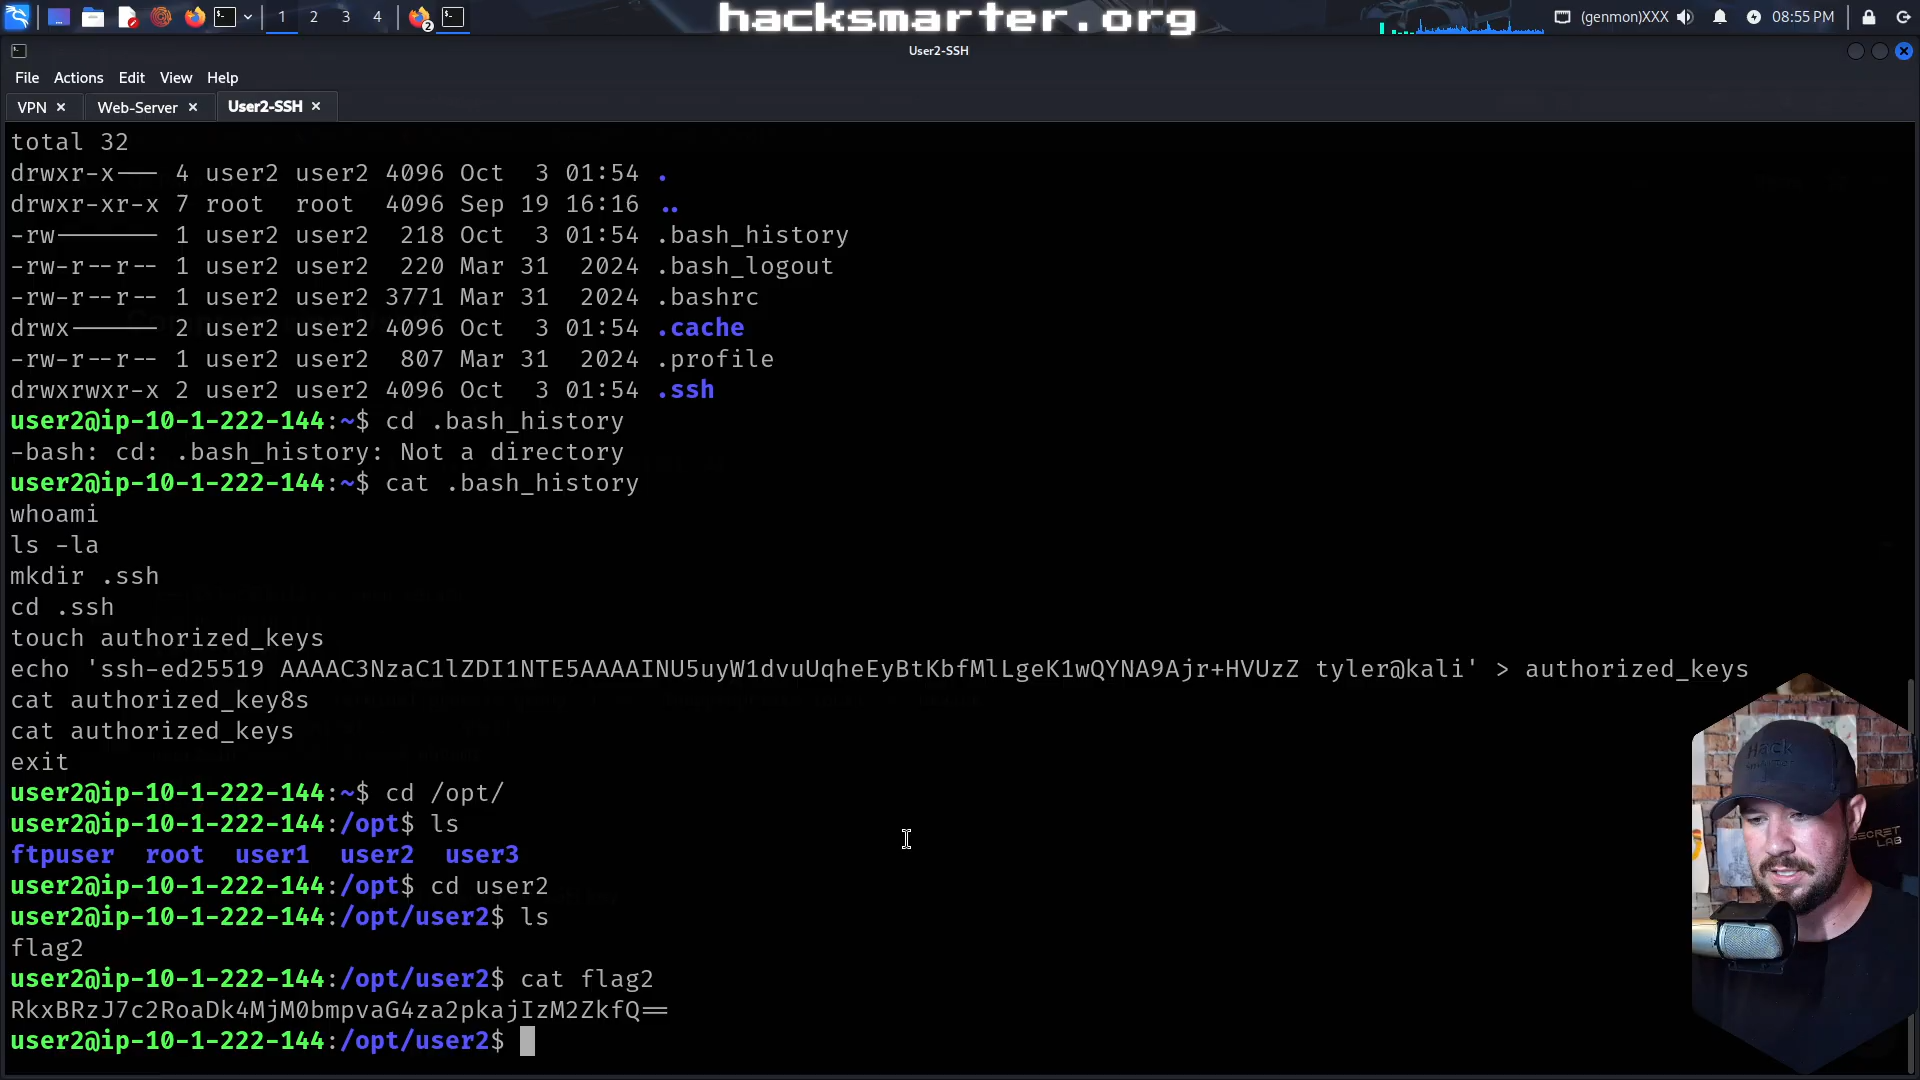 1 2 3 4
2
hacksmarter.org
(genmon)XXX
08:55 PM
User2-SSH
File Actions Edit View Help
VPN Web-Server User2-SSH
total 32
drwxr-x--- 4 user2 user2 4096 Oct  3 01:54 .
drwxr-xr-x 7 root  root  4096 Sep 19 16:16 ..
-rw------- 1 user2 user2  218 Oct  3 01:54 .bash_history
-rw-r--r-- 1 user2 user2  220 Mar 31  2024 .bash_logout
-rw-r--r-- 1 user2 user2 3771 Mar 31  2024 .bashrc
drwx------ 2 user2 user2 4096 Oct  3 01:54 .cache
-rw-r--r-- 1 user2 user2  807 Mar 31  2024 .profile
drwxrwxr-x 2 user2 user2 4096 Oct  3 01:54 .ssh
user2@ip-10-1-222-144:~$ cd .bash_history
-bash: cd: .bash_history: Not a directory
user2@ip-10-1-222-144:~$ cat .bash_history
whoami
ls -la
mkdir .ssh
cd .ssh
touch authorized_keys
echo 'ssh-ed25519 AAAAC3NzaC1lZDI1NTE5AAAAINU5uyW1dvuUqheEyBtKbfMlLgeK1wQYNA9Ajr+HVUzZ tyler@kali' > authorized_keys
cat authorized_key8s
cat authorized_keys
exit
user2@ip-10-1-222-144:~$ cd /opt/
user2@ip-10-1-222-144:/opt$ ls
ftpuser  root  user1  user2  user3
user2@ip-10-1-222-144:/opt$ cd user2
user2@ip-10-1-222-144:/opt/user2$ ls
flag2
user2@ip-10-1-222-144:/opt/user2$ cat flag2
RkxBRzJ7c2RoaDk4MjM0bmpvaG4za2pkajIzM2ZkfQ==
user2@ip-10-1-222-144:/opt/user2$
Hack
SECRET
LAB